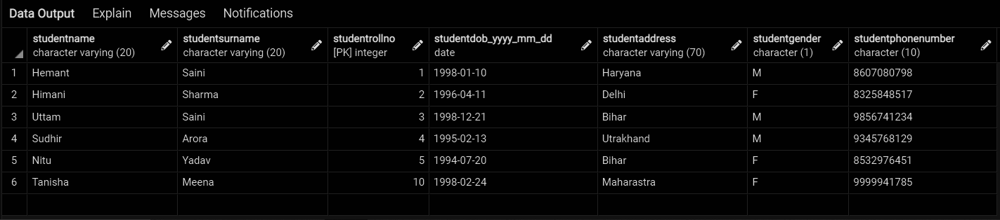 Data Output Explain Messages Notifications
studentname studentsurname studentrollno studentdob_yyyy_mm_dd studentaddress studentgender studentphonenumber
character varying (20) character varying (20) [PK] integer date character varying (70) character (1) character (10)
1 Hemant Saini 1 1998-01-10 Haryana M 8607080798
2 Himani Sharma 2 1996-04-11 Delhi F 8325848517
3 Uttam Saini 3 1998-12-21 Bihar M 9856741234
4 Sudhir Arora 4 1995-02-13 Utrakhand M 9345768129
5 Nitu Yadav 5 1994-07-20 Bihar F 8532976451
6 Tanisha Meena 10 1998-02-24 Maharastra F 9999941785